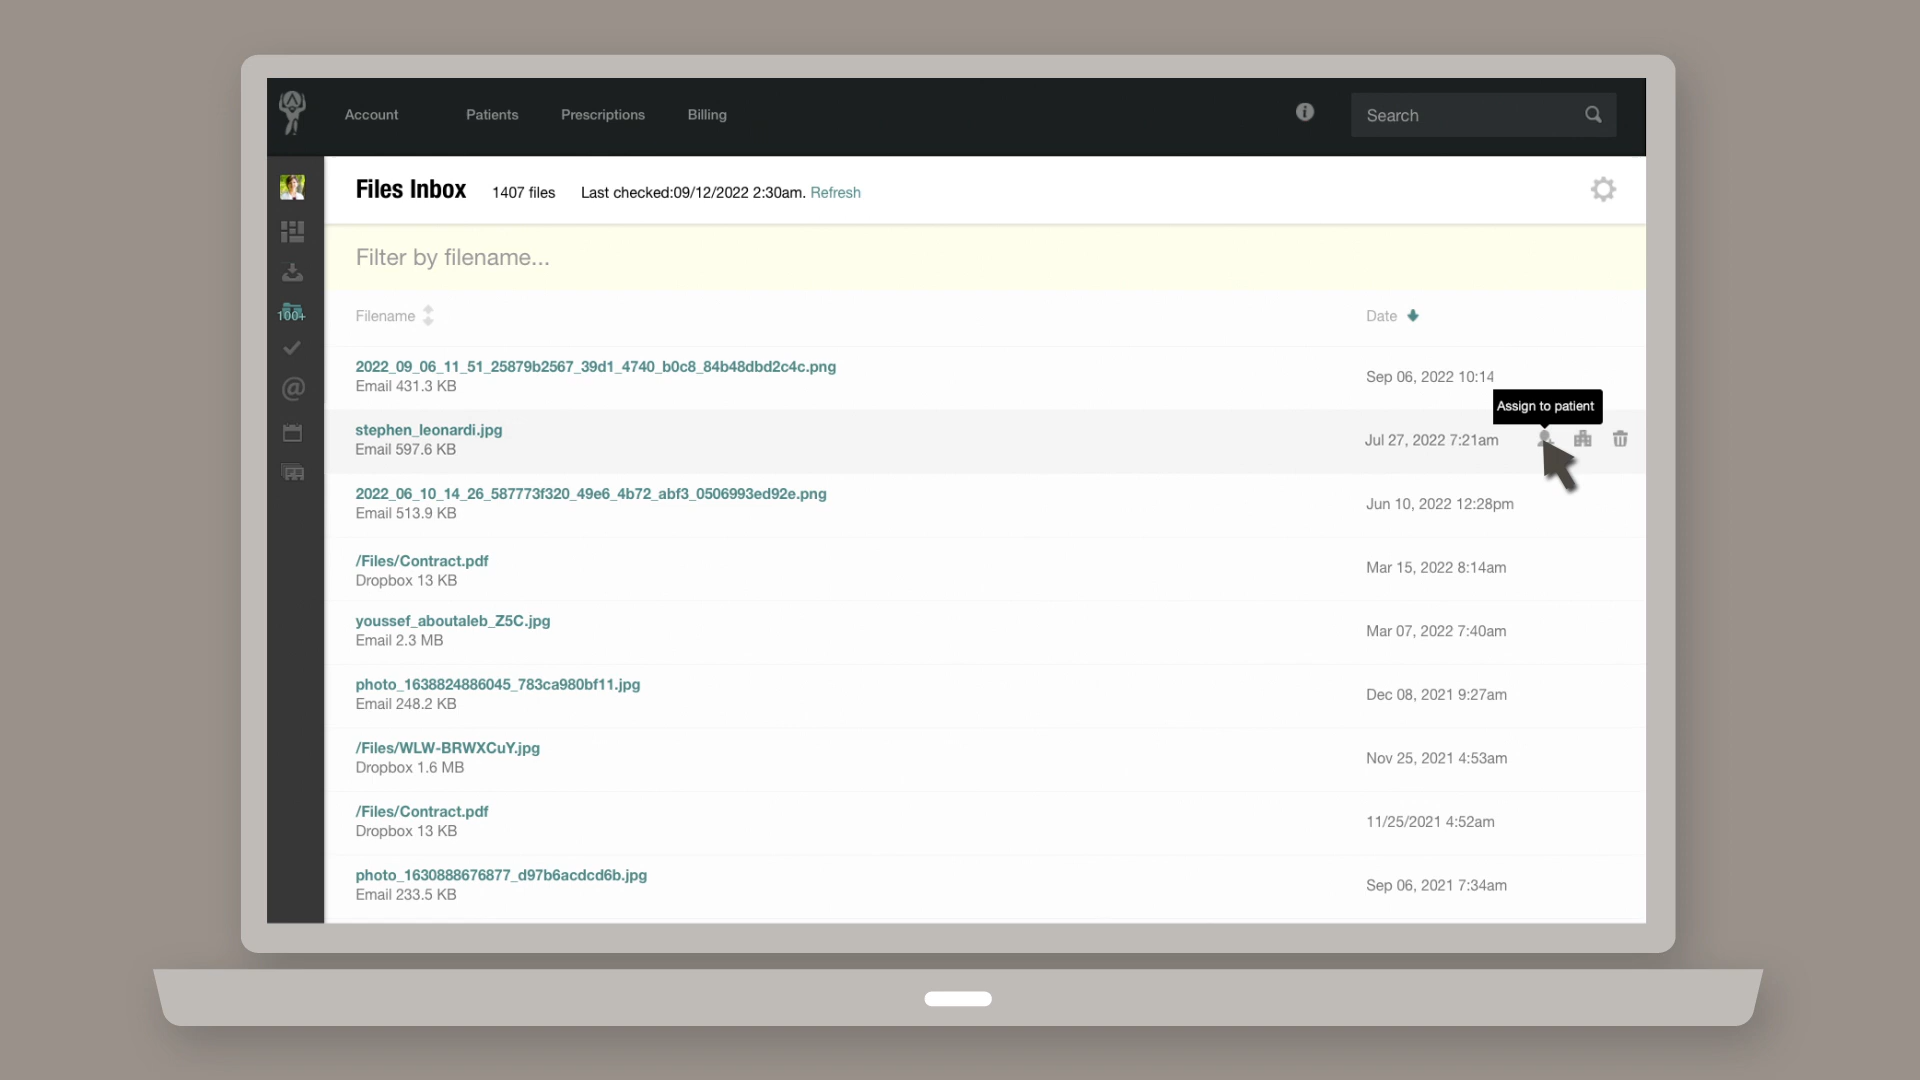 Account Patients Prescriptions Billing Search
Files Inbox 1407 files Last checked:09/12/2022 2:30am. Refresh
Filter by filename...
Filename Date
2022_09_06_11_51_25879b2567_39d1_4740_b0c8_84b48dbd2c4c.png
Email 431.3 KB
Sep 06, 2022 10:14
Assign to patient
stephen_leonardi.jpg
Email 597.6 KB
Jul 27, 2022 7:21am
2022_06_10_14_26_587773f320_49e6_4b72_abf3_0506993ed92e.png
Email 513.9 KB
Jun 10, 2022 12:28pm
/Files/Contract.pdf
Dropbox 13 KB
Mar 15, 2022 8:14am
youssef_aboutaleb_Z5C.jpg
Email 2.3 MB
Mar 07, 2022 7:40am
photo_1638824886045_783ca980bf11.jpg
Email 248.2 KB
Dec 08, 2021 9:27am
/Files/WLW-BRWXCuY.jpg
Dropbox 1.6 MB
Nov 25, 2021 4:53am
/Files/Contract.pdf
Dropbox 13 KB
11/25/2021 4:52am
photo_1630888676877_d97b6acdcd6b.jpg
Email 233.5 KB
Sep 06, 2021 7:34am
100+